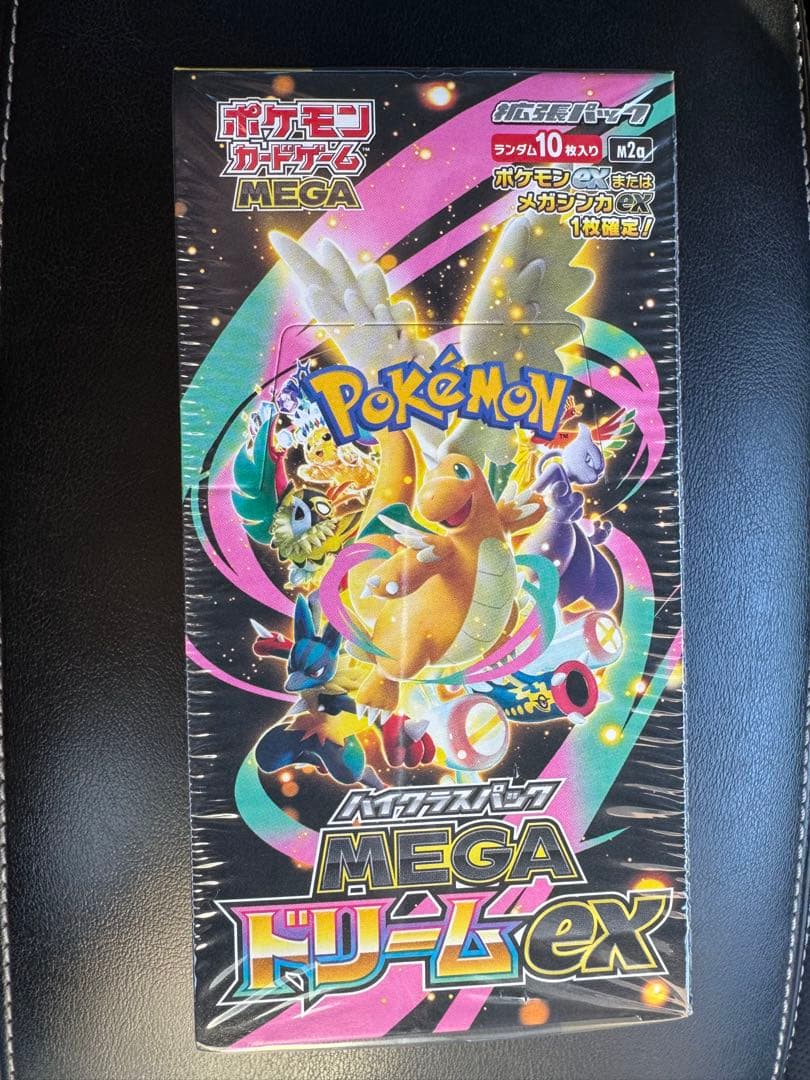 ポケモン
カードゲーム™
MEGA
拡張パック
ランダム10枚入り
M2a
ポケモンexまたは
メガシンカex
1枚確定!
POKÉMON™
ハイクラスパック
MEGA
ドリームex